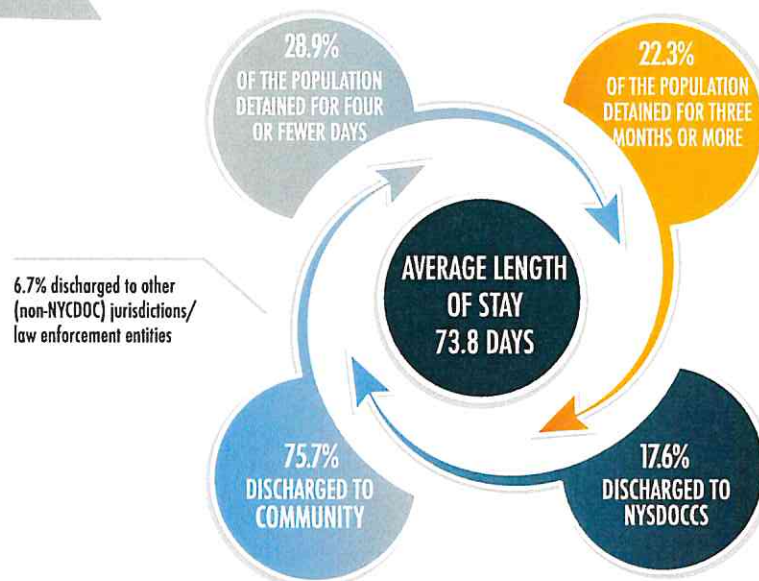 28.9%
OF THE POPULATION
DETAINED FOR FOUR
OR FEWER DAYS
22.3%
OF THE POPULATION
DETAINED FOR THREE
MONTHS OR MORE
AVERAGE LENGTH
OF STAY
73.8 DAYS
6.7% discharged to other
(non-NYCDOC) jurisdictions/
law enforcement entities
75.7%
DISCHARGED TO
COMMUNITY
17.6%
DISCHARGED TO
NYSDOCCS